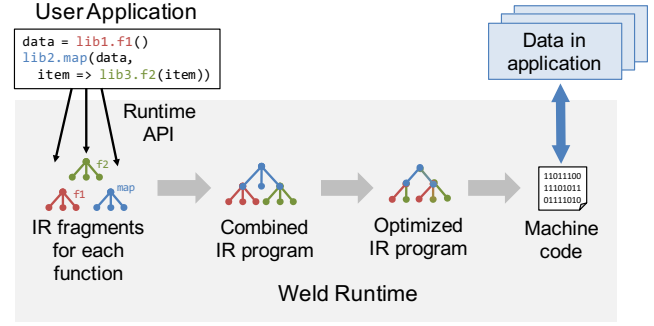 User Application
data = lib1.f1()
lib2.map(data,
item => lib3.f2(item))
Data in
application
Runtime
API
f2
f1
map
11011100
11101011
01111010
IR fragments
for each
function
Combined
IR program
Optimized
IR program
Machine
code
Weld Runtime